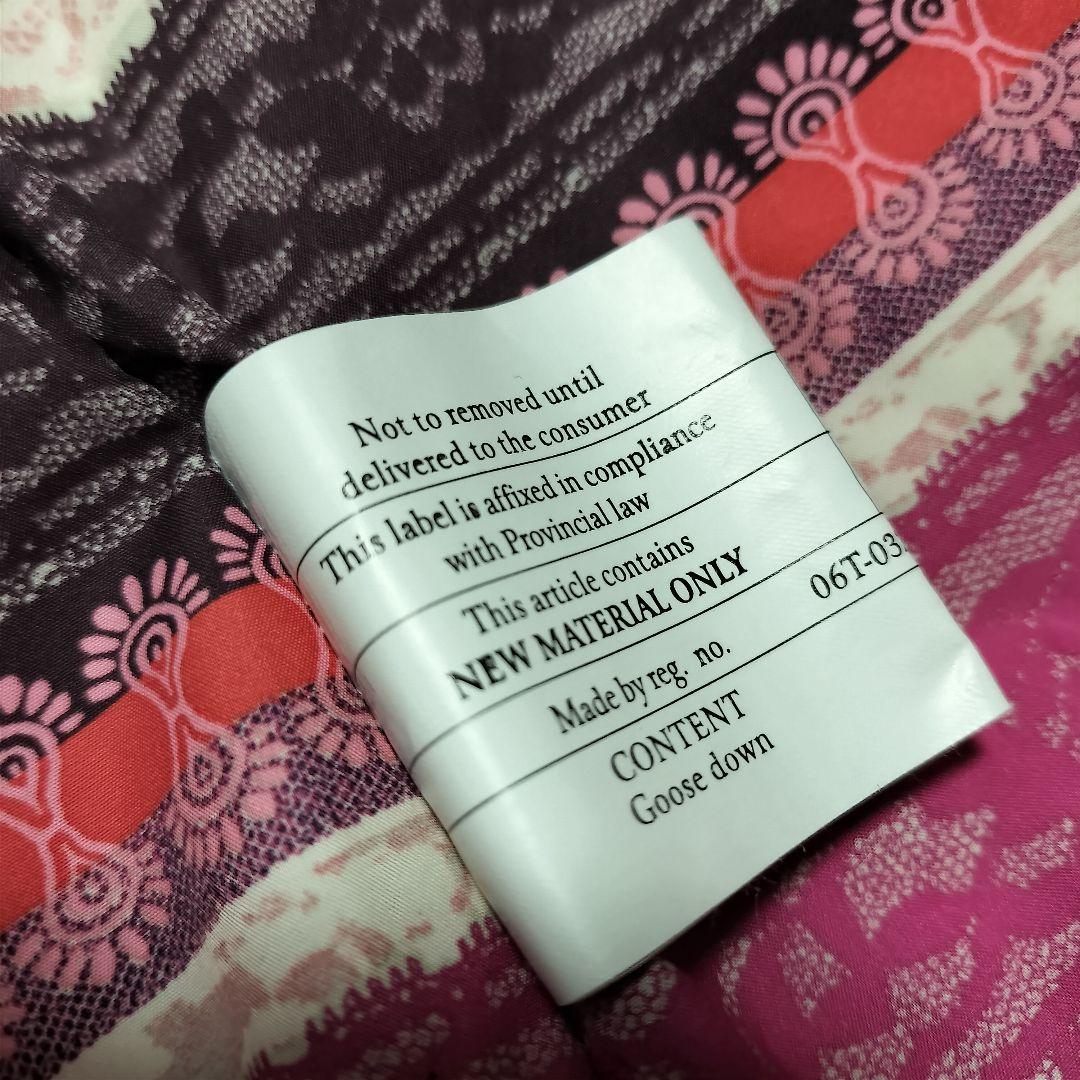 Not to removed until
delivered to the consumer
This label is affixed in compliance
with Provincial law
This article contains
NEW MATERIAL ONLY
Made by reg. no. 06T-03
CONTENT
Goose down